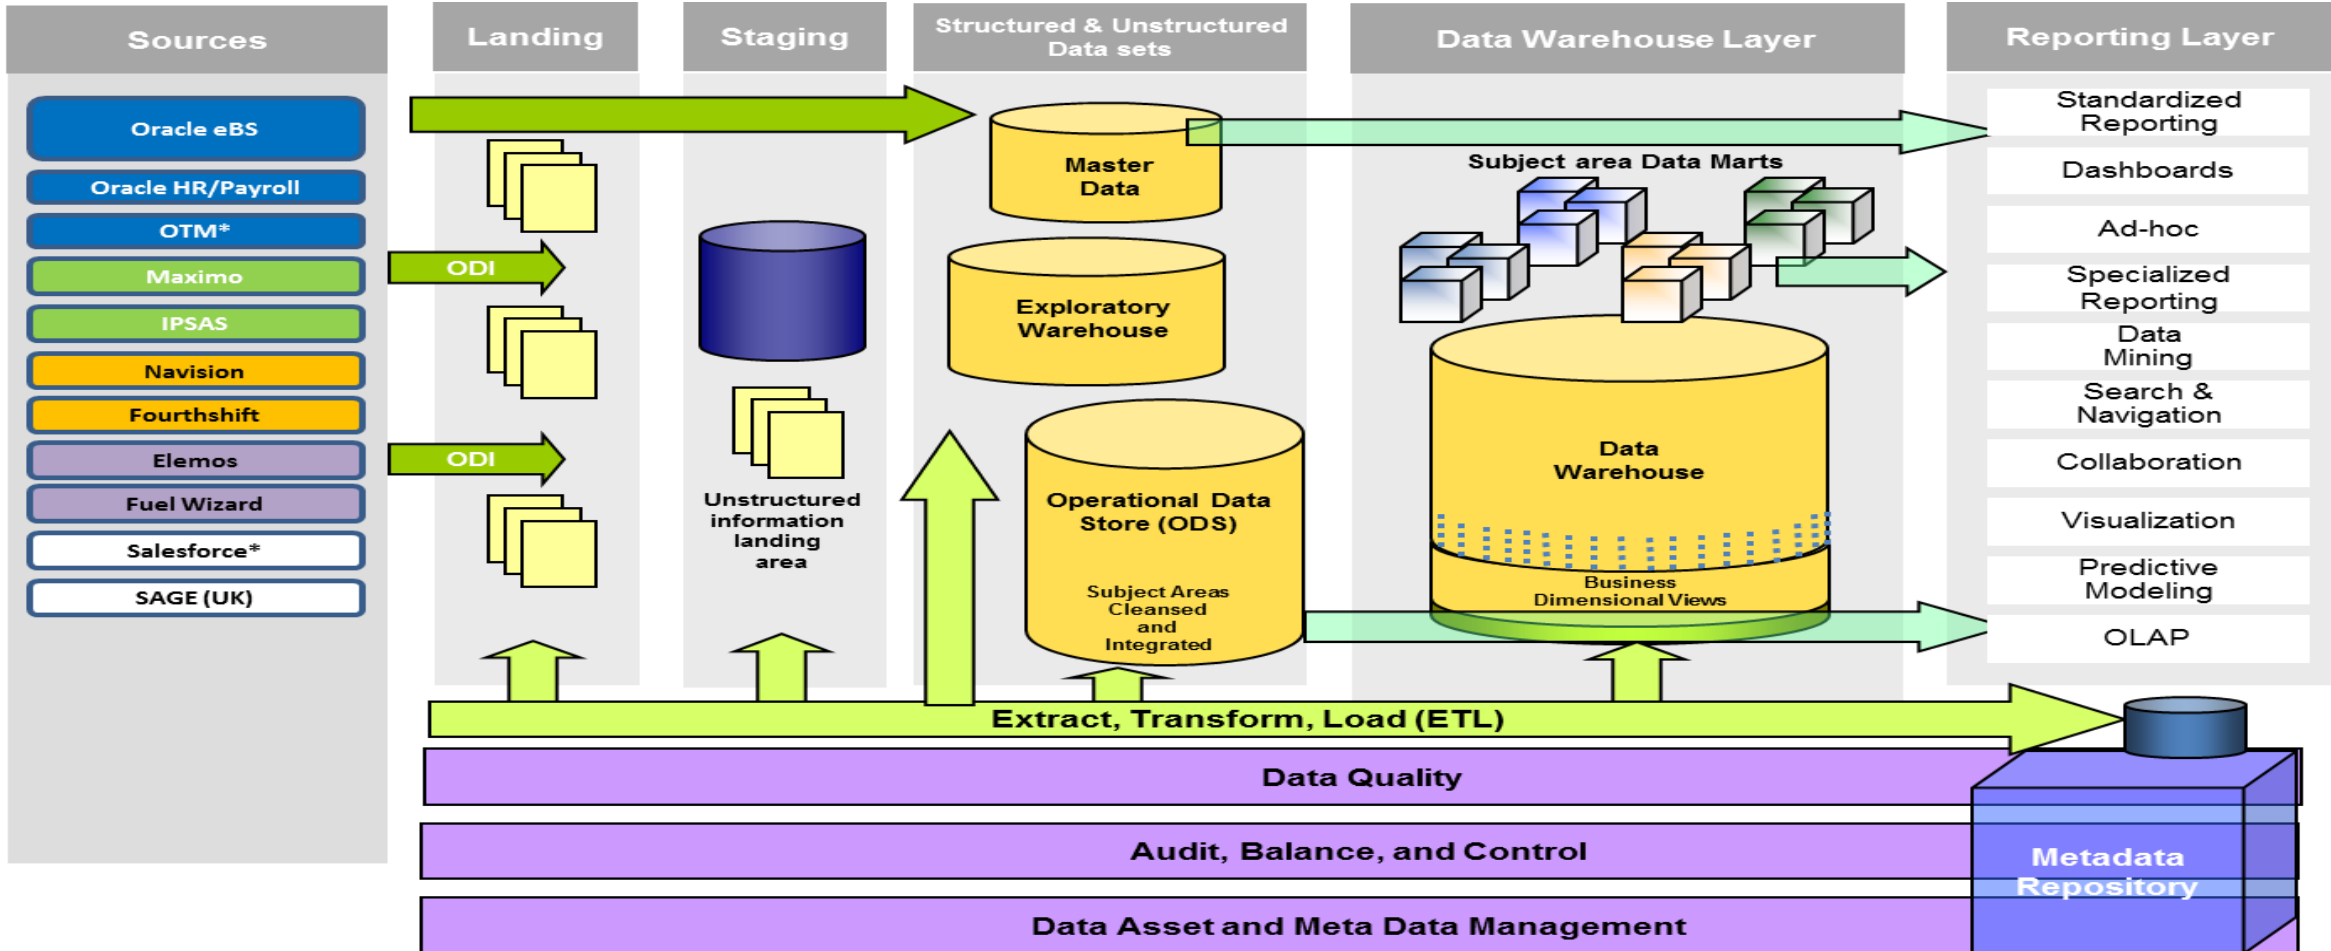 Sources
Landing
Staging
Structured & Unstructured
Data sets
Data Warehouse Layer
Reporting Layer
Oracle eBS
Oracle HR/Payroll
OTM*
Maximo
IPSAS
Navision
Fourthshift
Elemos
Fuel Wizard
Salesforce*
SAGE (UK)
ODI
ODI
Unstructured
information
landing
area
Master
Data
Exploratory
Warehouse
Operational Data
Store (ODS)
Subject Areas
Cleansed
and
Integrated
Subject area Data Marts
Data
Warehouse
Business
Dimensional Views
Standardized
Reporting
Dashboards
Ad-hoc
Specialized
Reporting
Data
Mining
Search &
Navigation
Collaboration
Visualization
Predictive
Modeling
OLAP
Extract, Transform, Load (ETL)
Data Quality
Audit, Balance, and Control
Data Asset and Meta Data Management
Metadata
Repository